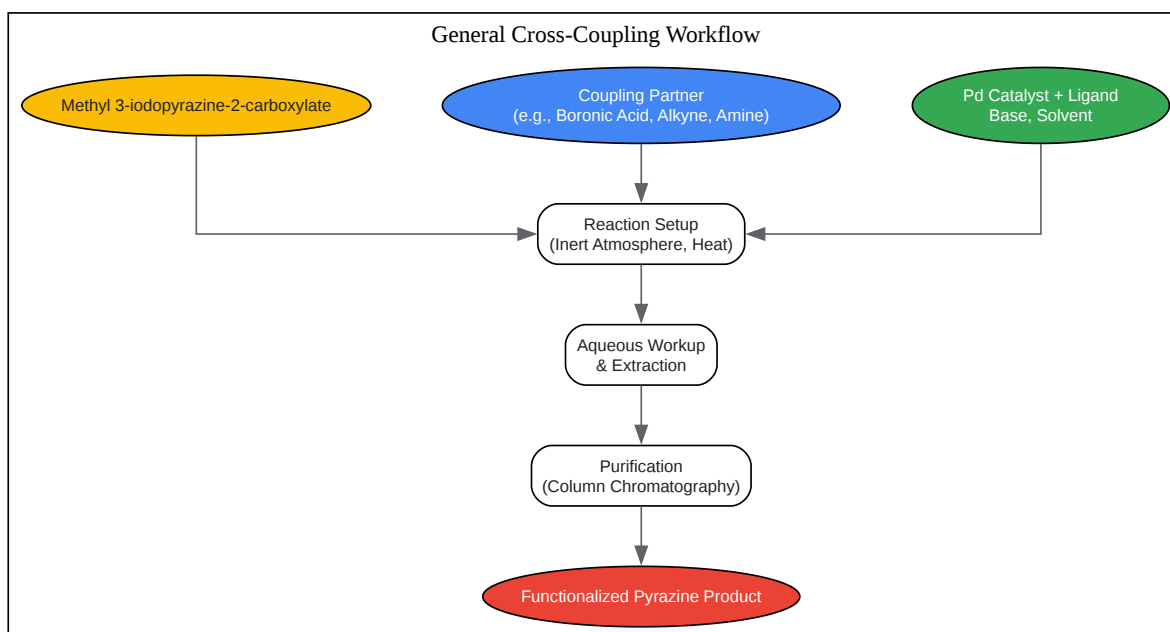 General Cross-Coupling Workflow
Methyl 3-iodopyrazine-2-carboxylate
Coupling Partner
(e.g., Boronic Acid, Alkyne, Amine)
Pd Catalyst + Ligand
Base, Solvent
Reaction Setup
(Inert Atmosphere, Heat)
Aqueous Workup
& Extraction
Purification
(Column Chromatography)
Functionalized Pyrazine Product